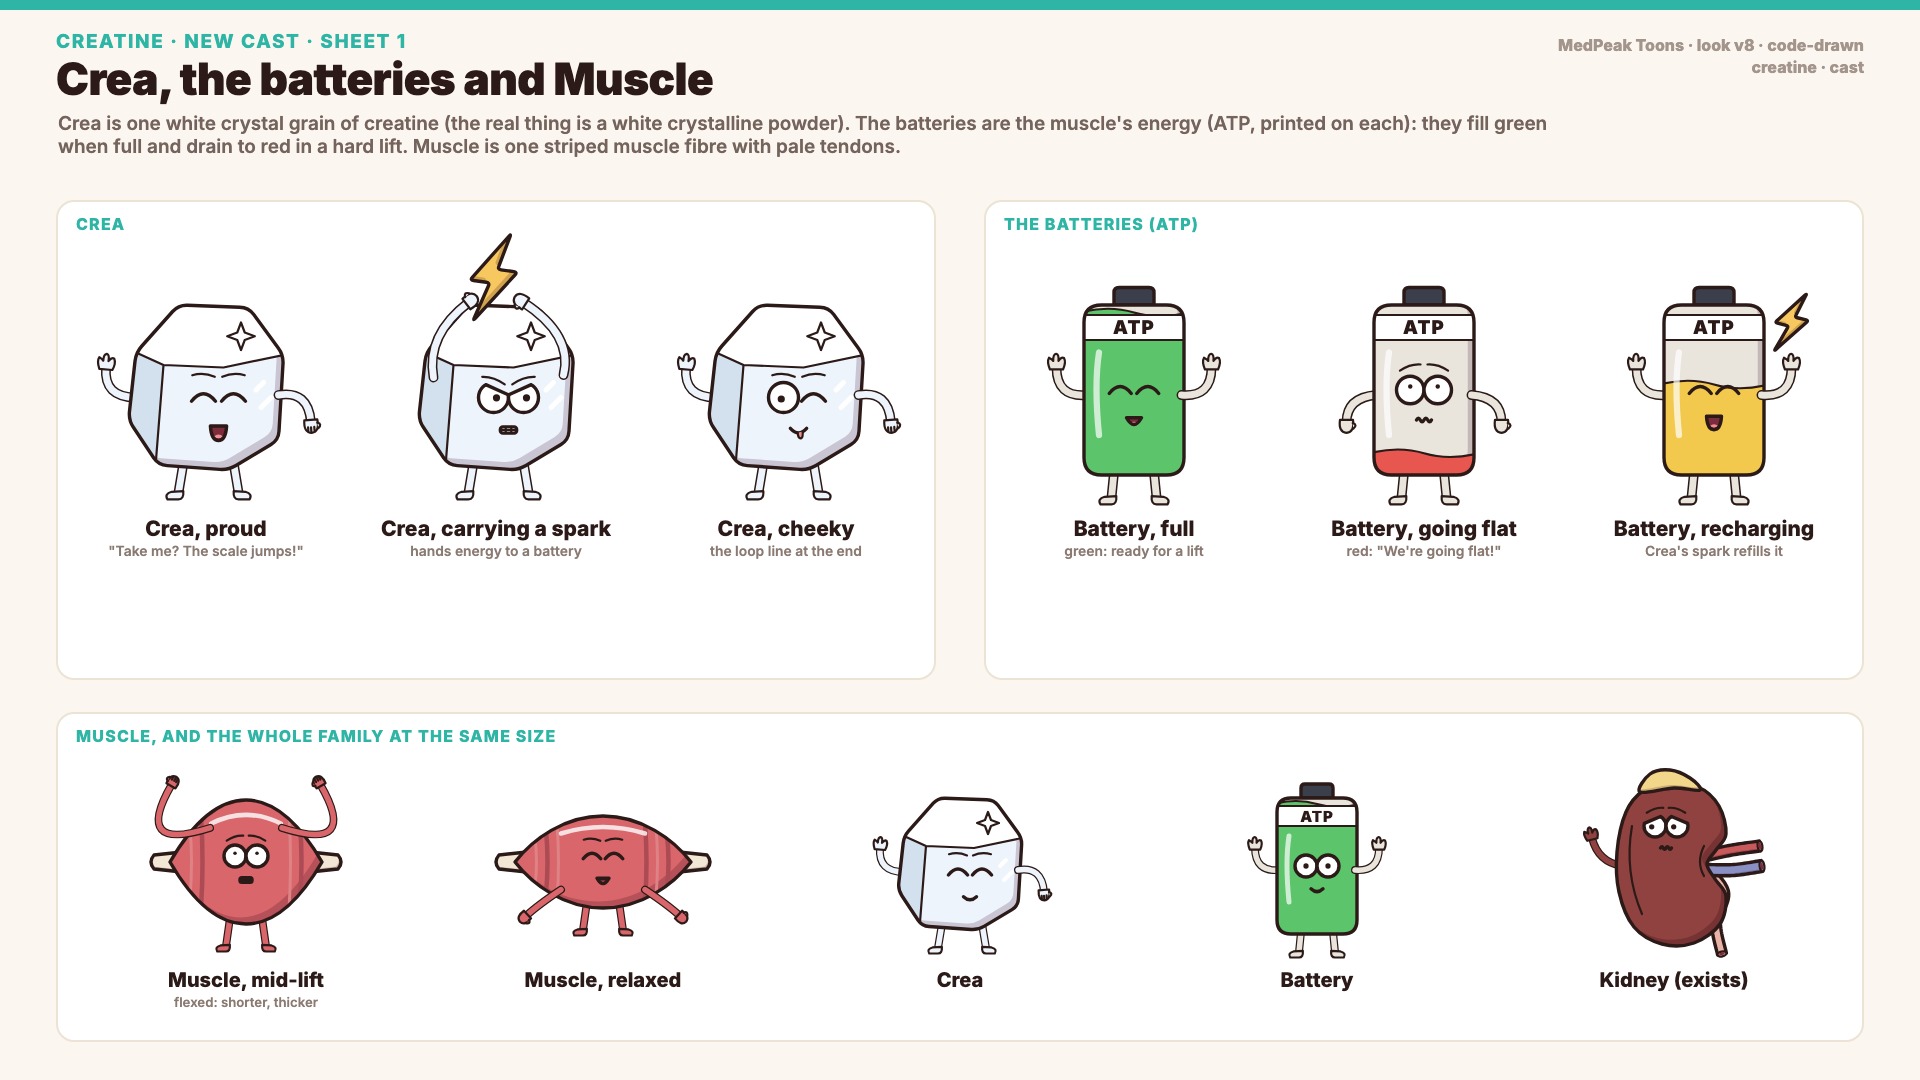 CREATINE · NEW CAST · SHEET 1
Crea, the batteries and Muscle
MedPeak Toons · look v8 · code-drawn
creatine · cast
Crea is one white crystal grain of creatine (the real thing is a white crystalline powder). The batteries are the muscle's energy (ATP, printed on each): they fill green
when full and drain to red in a hard lift. Muscle is one striped muscle fibre with pale tendons.
CREA
Crea, proud
"Take me? The scale jumps!"
Crea, carrying a spark
hands energy to a battery
Crea, cheeky
the loop line at the end
THE BATTERIES (ATP)
ATP
ATP
ATP
Battery, full
green: ready for a lift
Battery, going flat
red: "We're going flat!"
Battery, recharging
Crea's spark refills it
MUSCLE, AND THE WHOLE FAMILY AT THE SAME SIZE
ATP
Muscle, mid-lift
flexed: shorter, thicker
Muscle, relaxed
Crea
Battery
Kidney (exists)